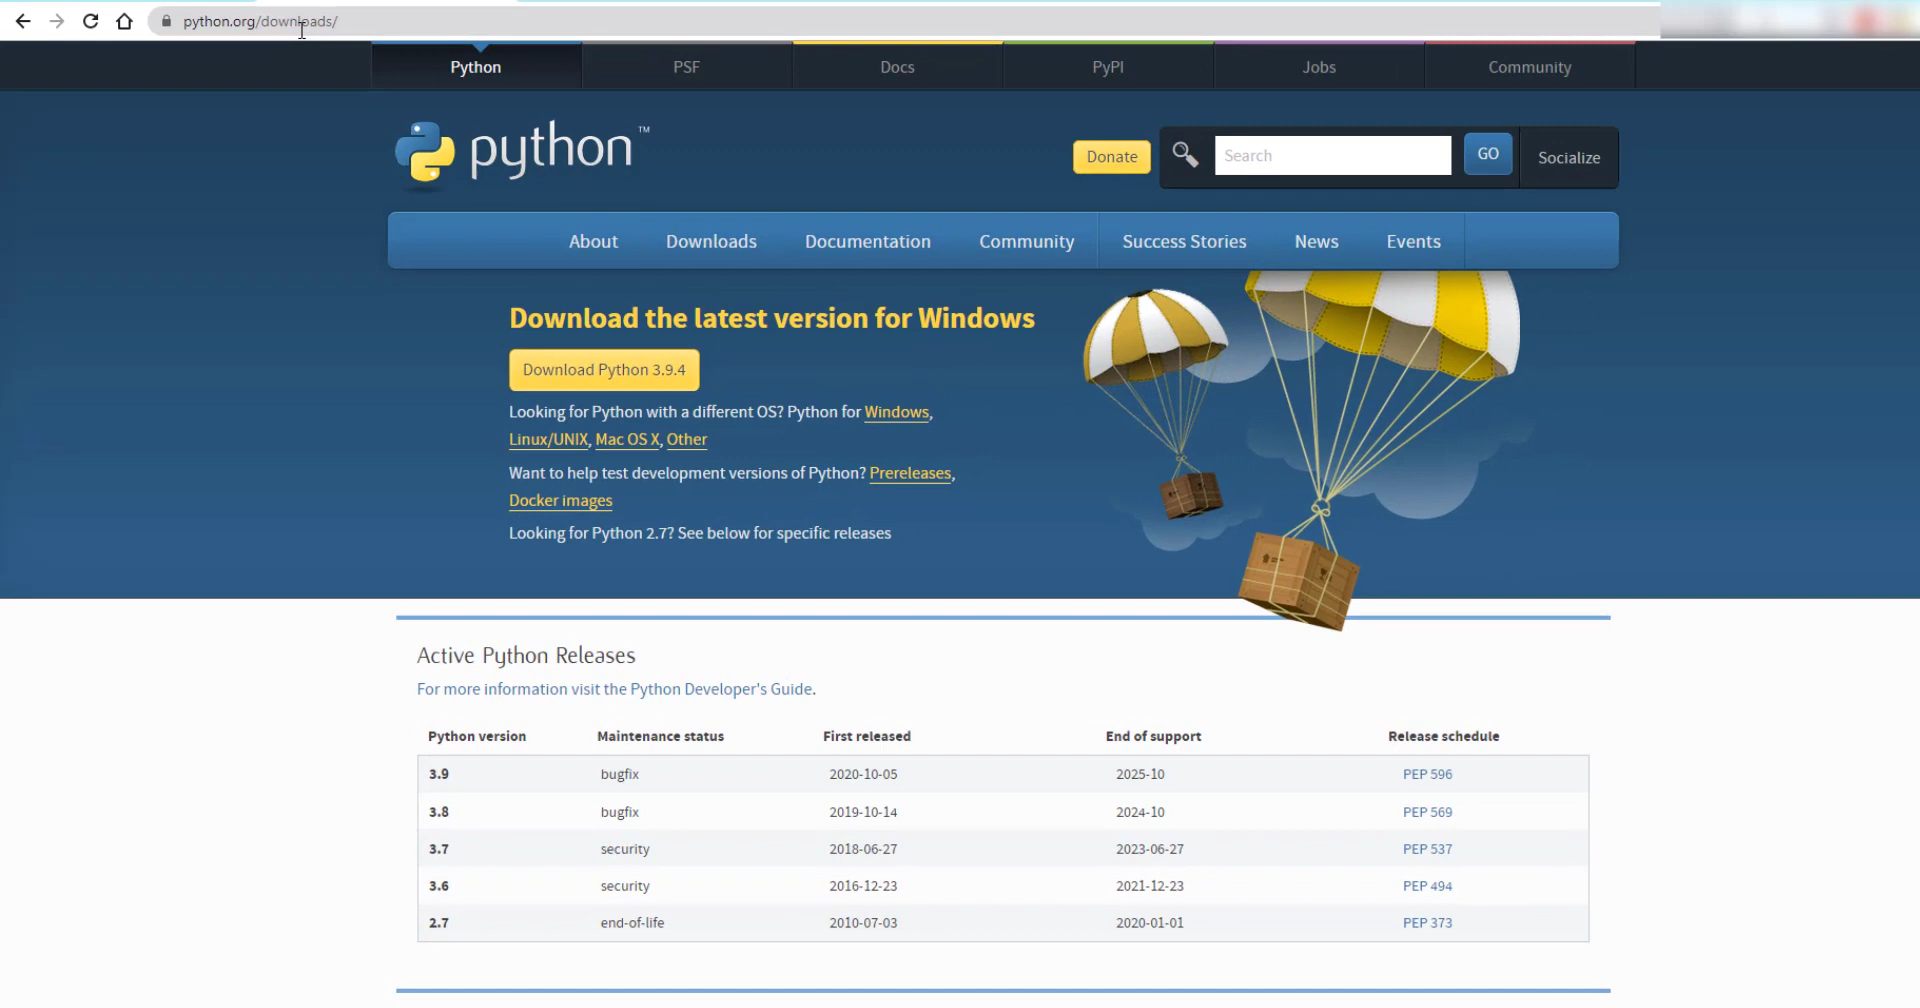 python.org/downloads/
Python PSF Docs PyPI Jobs Community
python™
Donate Search GO Socialize
About Downloads Documentation Community Success Stories News Events
Download the latest version for Windows
Download Python 3.9.4
Looking for Python with a different OS? Python for Windows,
Linux/UNIX, Mac OS X, Other
Want to help test development versions of Python? Prereleases,
Docker images
Looking for Python 2.7? See below for specific releases
Active Python Releases
For more information visit the Python Developer's Guide.
Python version Maintenance status First released End of support Release schedule
3.9 bugfix 2020-10-05 2025-10 PEP 596
3.8 bugfix 2019-10-14 2024-10 PEP 569
3.7 security 2018-06-27 2023-06-27 PEP 537
3.6 security 2016-12-23 2021-12-23 PEP 494
2.7 end-of-life 2010-07-03 2020-01-01 PEP 373